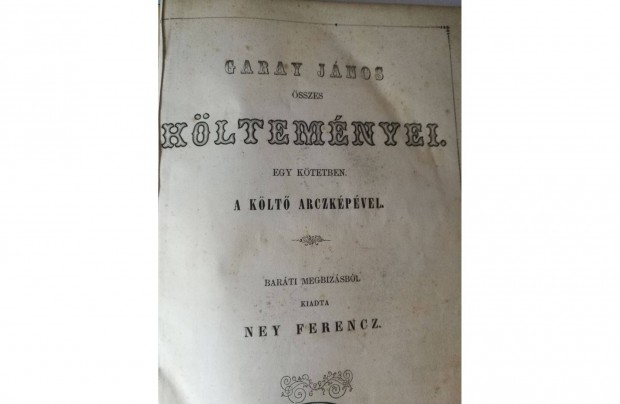 GARAY JÁNOS
ÖSSZES
KÖLTEMÉNYEI.
EGY KÖTETBEN.
A KÖLTŐ ARCZKÉPÉVEL.
BARÁTI MEGBIZÁSBÓL
KIADTA
NEY FERENCZ.